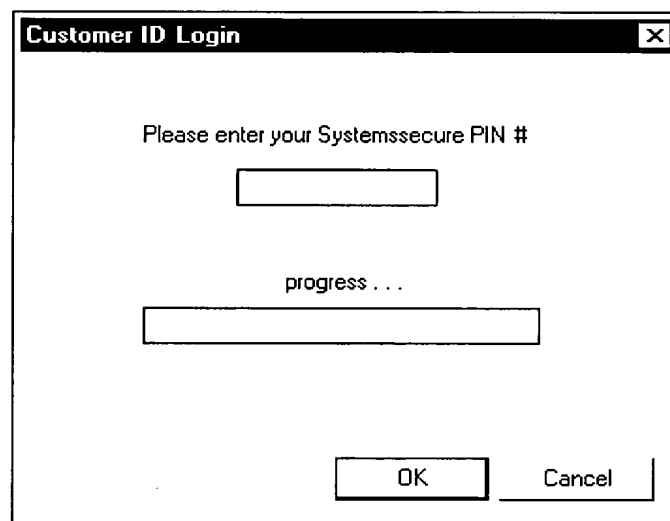 Customer ID Login
Please enter your Systemssecure PIN #
progress . . .
OK Cancel